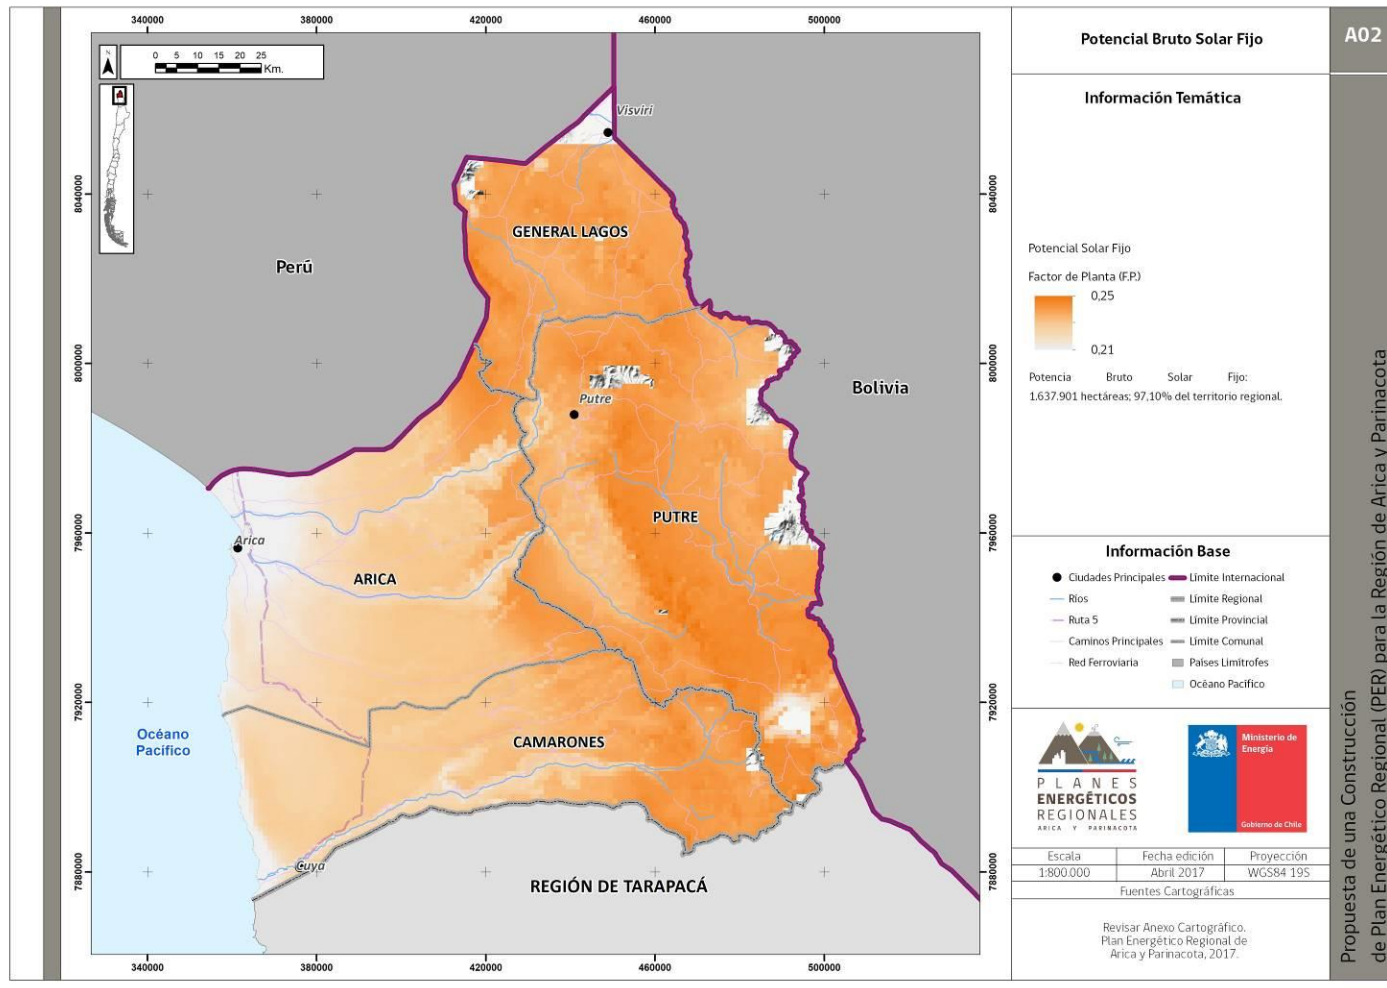 340000
380000
420000
460000
500000
N
0 5 10 15 20 25
Km.
Visviri
8040000
8040000
GENERAL LAGOS
Perú
8000000
8000000
Bolivia
Putre
PUTRE
7960000
7960000
Arica
ARICA
7920000
7920000
Océano
Pacífico
CAMARONES
Cuya
7880000
7880000
REGIÓN DE TARAPACÁ
340000
380000
420000
460000
500000
Potencial Bruto Solar Fijo
A02
Información Temática
Potencial Solar Fijo
Factor de Planta (F.P.)
0,25
0,21
Potencia Bruto Solar Fijo:
1.637.901 hectáreas; 97,10% del territorio regional.
Información Base
Ciudades Principales
Límite Internacional
Ríos
Límite Regional
Ruta 5
Límite Provincial
Caminos Principales
Límite Comunal
Red Ferroviaria
Países Limítrofes
Océano Pacífico
PLANES
ENERGÉTICOS
REGIONALES
ARICA Y PARINACOTA
Ministerio de
Energía
Gobierno de Chile
Escala
Fecha edición
Proyección
1:800.000
Abril 2017
WGS84 19S
Fuentes Cartográficas
Revisar Anexo Cartográfico.
Plan Energético Regional de
Arica y Parinacota, 2017.
Propuesta de una Construcción
de Plan Energético Regional (PER) para la Región de Arica y Parinacota